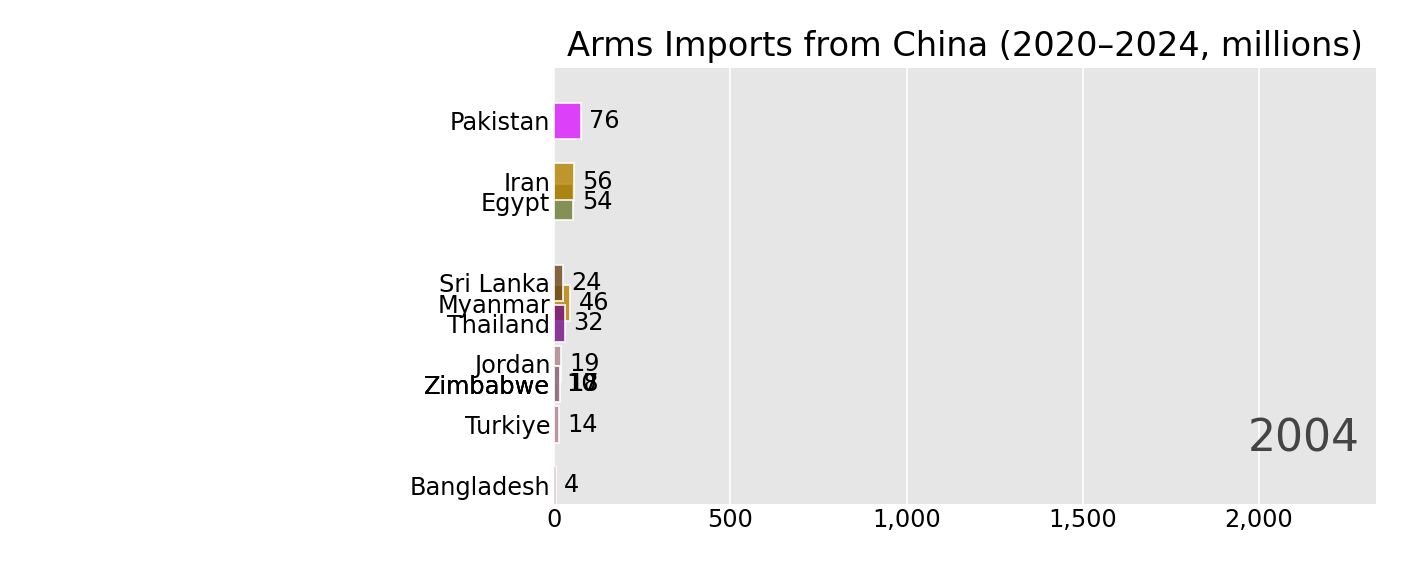 Arms Imports from China (2020–2024, millions)
Pakistan 76
Iran 56
Egypt 54
Sri Lanka 24
Myanmar 46
Thailand 32
Jordan 19
Zimbabwe
Turkiye 14
2004
Bangladesh 4
0 500 1,000 1,500 2,000